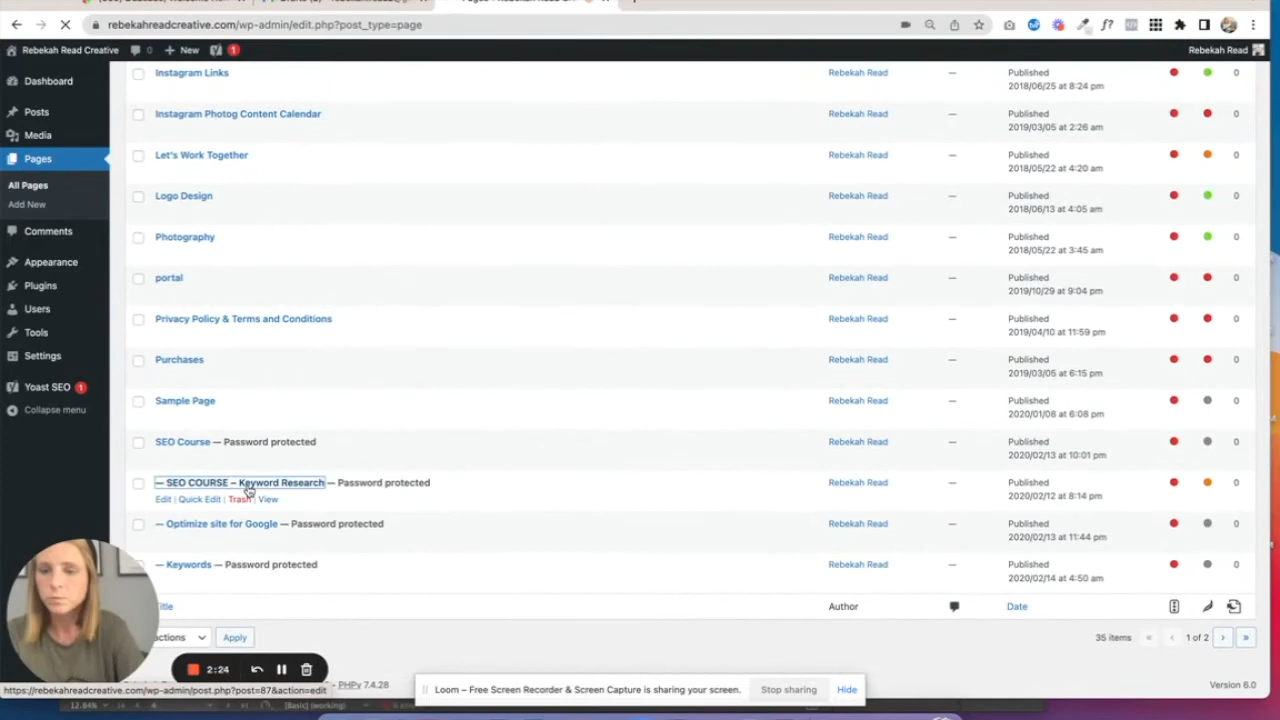 rebekahreadcreative.com/wp-admin/edit.php?post_type=page
Rebekah Read Creative 0 New 1 Rebekah Read
Dashboard
Posts
Media
Pages
All Pages
Add New
Comments
Appearance
Plugins
Users
Tools
Settings
Yoast SEO 1
Collapse menu
Instagram Links Rebekah Read — Published 0
2018/06/25 at 8:24 pm
Instagram Photog Content Calendar Rebekah Read — Published 0
2019/03/05 at 2:26 am
Let's Work Together Rebekah Read — Published 0
2018/05/22 at 4:20 am
Logo Design Rebekah Read — Published 0
2018/06/13 at 4:05 am
Photography Rebekah Read — Published 0
2018/05/22 at 3:45 am
portal Rebekah Read — Published 0
2019/10/29 at 9:04 pm
Privacy Policy & Terms and Conditions Rebekah Read — Published 0
2019/04/10 at 11:59 pm
Purchases Rebekah Read — Published 0
2019/03/05 at 6:15 pm
Sample Page Rebekah Read — Published 0
2020/01/08 at 6:08 pm
SEO Course — Password protected Rebekah Read — Published 0
2020/02/13 at 10:01 pm
— SEO COURSE – Keyword Research — Password protected Rebekah Read — Published 0
Edit | Quick Edit | Trash | View 2020/02/12 at 8:14 pm
— Optimize site for Google — Password protected Rebekah Read — Published 0
2020/02/13 at 11:44 pm
— Keywords — Password protected Rebekah Read — Published 0
2020/02/14 at 4:50 am
Title Author Date
actions Apply 35 items « ‹ 1 of 2 › »
2:24
PHPv 7.4.28 Version 6.0
https://rebekahreadcreative.com/wp-admin/post.php?post=87&action=edit
Loom – Free Screen Recorder & Screen Capture is sharing your screen. Stop sharing Hide
12.84% 4 [Basic] (working)